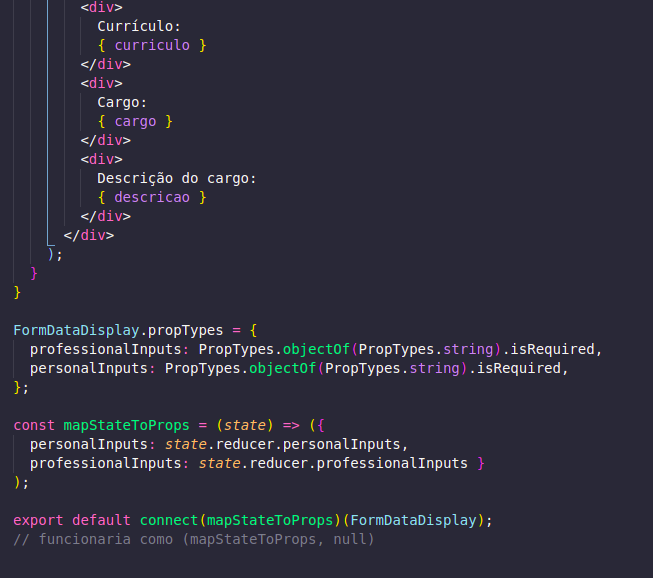 <div>
Currículo:
{ curriculo }
</div>
<div>
Cargo:
{ cargo }
</div>
<div>
Descrição do cargo:
{ descricao }
</div>
</div>
);
}
}
FormDataDisplay.propTypes = {
professionalInputs: PropTypes.objectOf(PropTypes.string).isRequired,
personalInputs: PropTypes.objectOf(PropTypes.string).isRequired,
};
const mapStateToProps = (state) => ({
personalInputs: state.reducer.personalInputs,
professionalInputs: state.reducer.professionalInputs }
);
export default connect(mapStateToProps)(FormDataDisplay);
// funcionaria como (mapStateToProps, null)